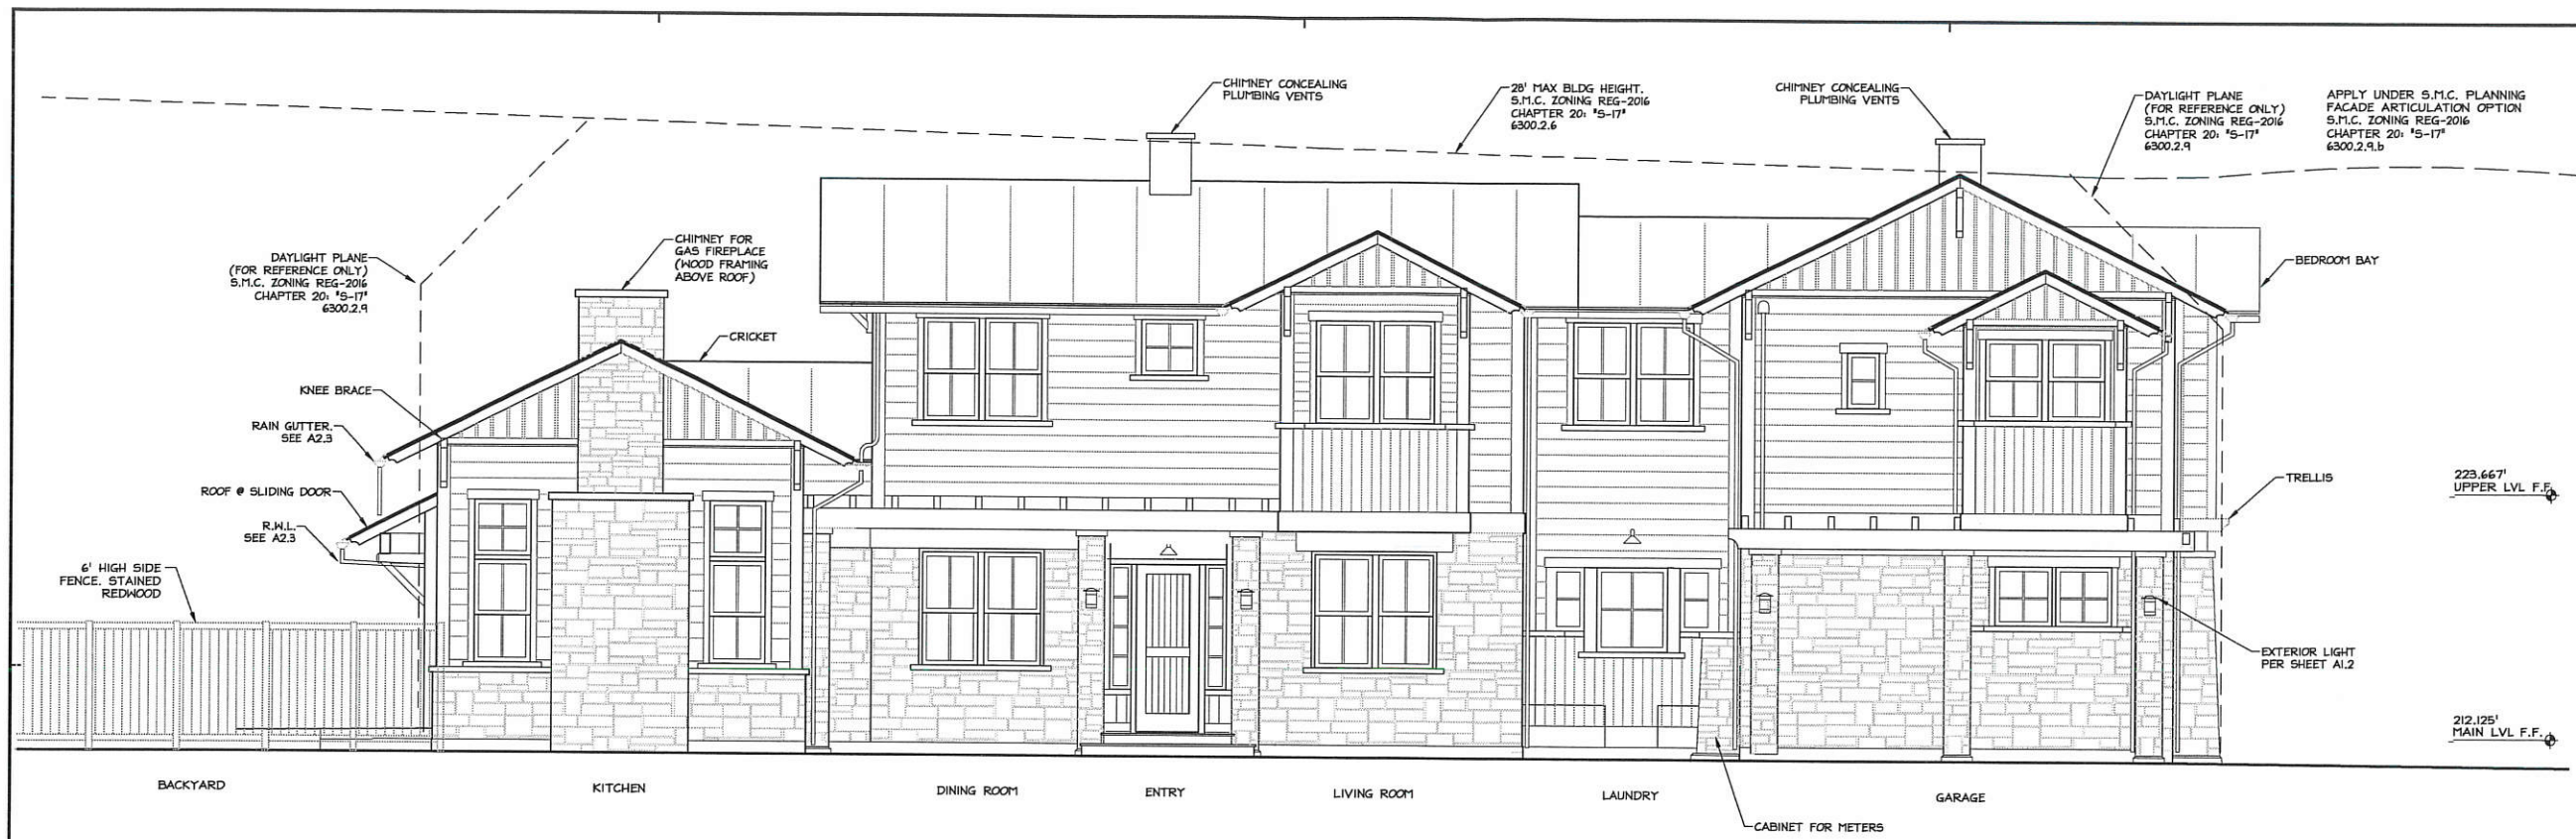 CHIMNEY CONCEALING
PLUMBING VENTS
28' MAX BLDG HEIGHT.
S.M.C. ZONING REG-2016
CHAPTER 20: "S-17"
6300.2.6
CHIMNEY CONCEALING
PLUMBING VENTS
DAYLIGHT PLANE
(FOR REFERENCE ONLY)
S.M.C. ZONING REG-2016
CHAPTER 20: "S-17"
6300.2.9
APPLY UNDER S.M.C. PLANNING
FACADE ARTICULATION OPTION
S.M.C. ZONING REG-2016
CHAPTER 20: "S-17"
6300.2.9.b
DAYLIGHT PLANE
(FOR REFERENCE ONLY)
S.M.C. ZONING REG-2016
CHAPTER 20: "S-17"
6300.2.9
CHIMNEY FOR
GAS FIREPLACE
(WOOD FRAMING
ABOVE ROOF)
BEDROOM BAY
CRICKET
KNEE BRACE
RAIN GUTTER.
SEE A2.3
ROOF @ SLIDING DOOR
R.W.L.
SEE A2.3
6' HIGH SIDE
FENCE. STAINED
REDWOOD
TRELLIS
223.667'
UPPER LVL F.F.
EXTERIOR LIGHT
PER SHEET A1.2
212.125'
MAIN LVL F.F.
BACKYARD
KITCHEN
DINING ROOM
ENTRY
LIVING ROOM
LAUNDRY
GARAGE
CABINET FOR METERS